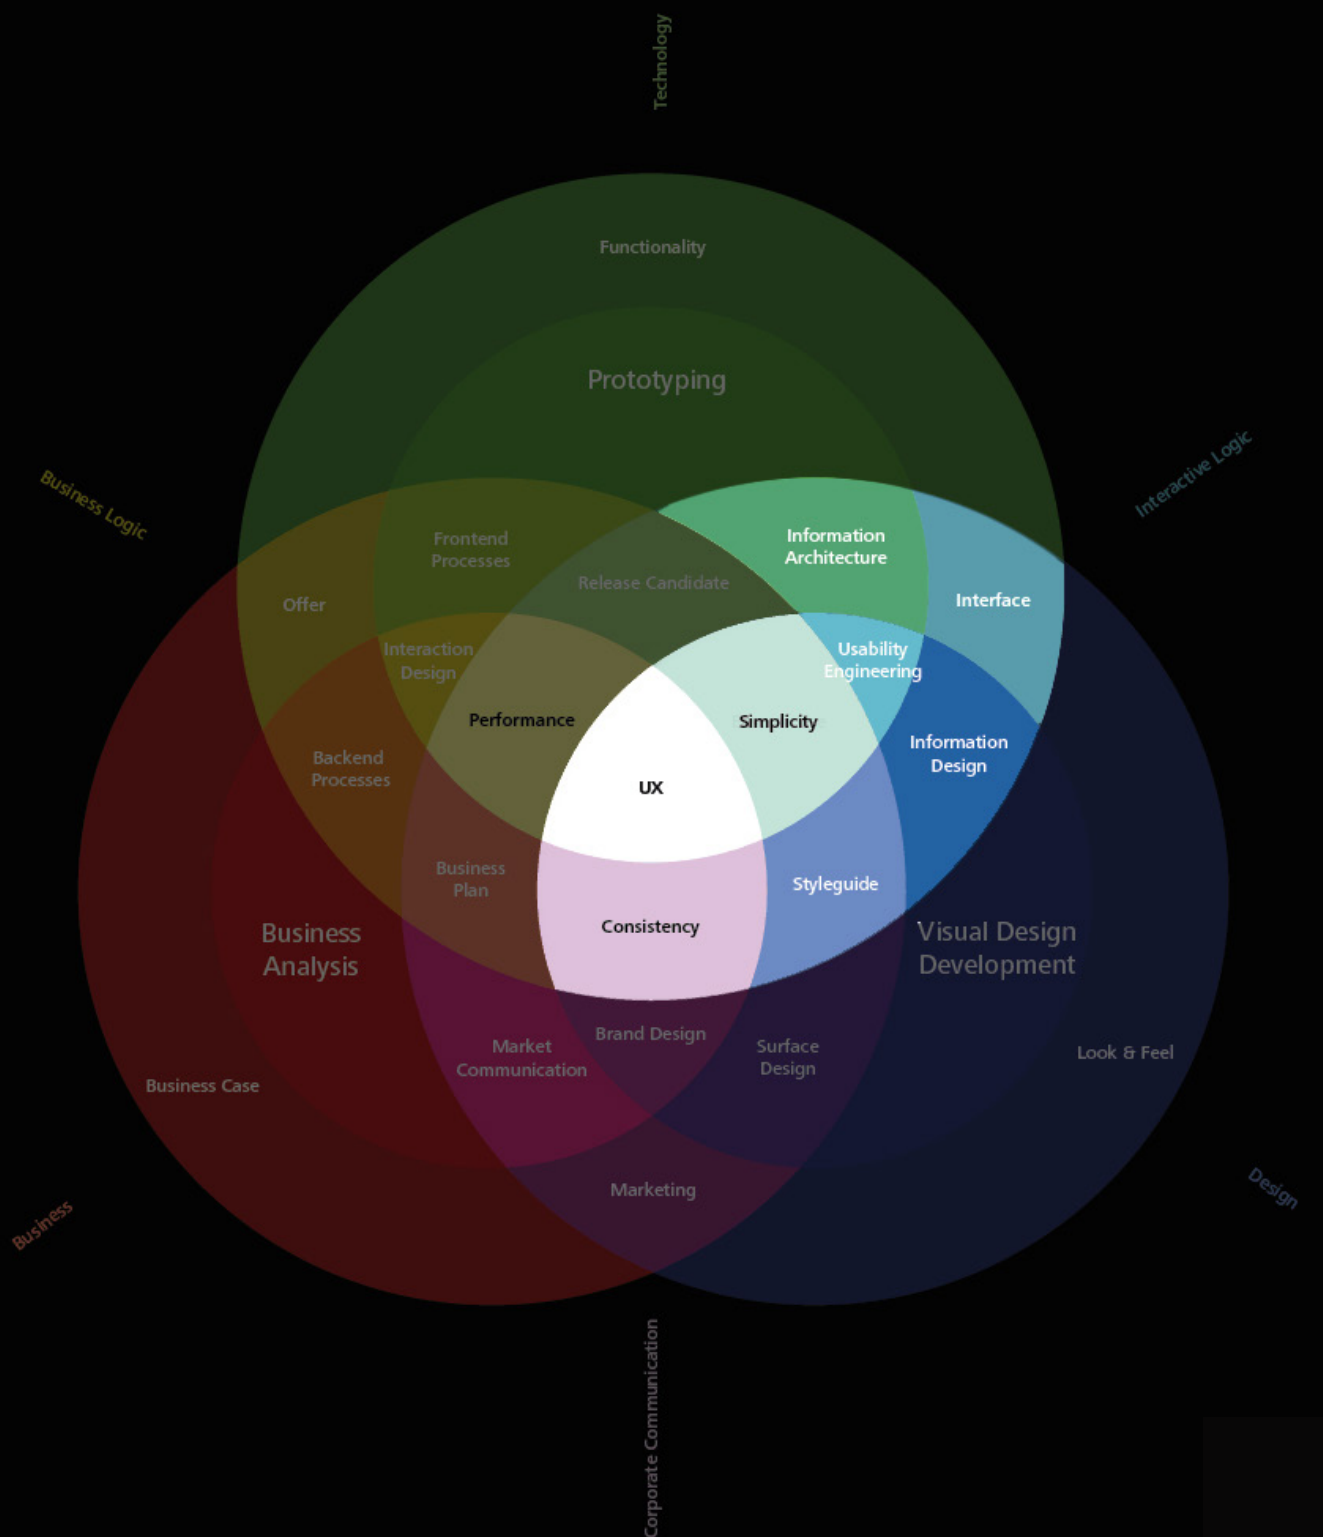 Technology
Functionality
Prototyping
Business Logic
Interactive Logic
Frontend
Processes
Information
Architecture
Release Candidate
Offer
Interface
Interaction
Design
Usability
Engineering
Performance
Simplicity
Backend
Processes
Information
Design
UX
Business
Plan
Styleguide
Consistency
Business
Analysis
Visual Design
Development
Brand Design
Market
Communication
Surface
Design
Look & Feel
Business Case
Marketing
Business
Design
Corporate Communication